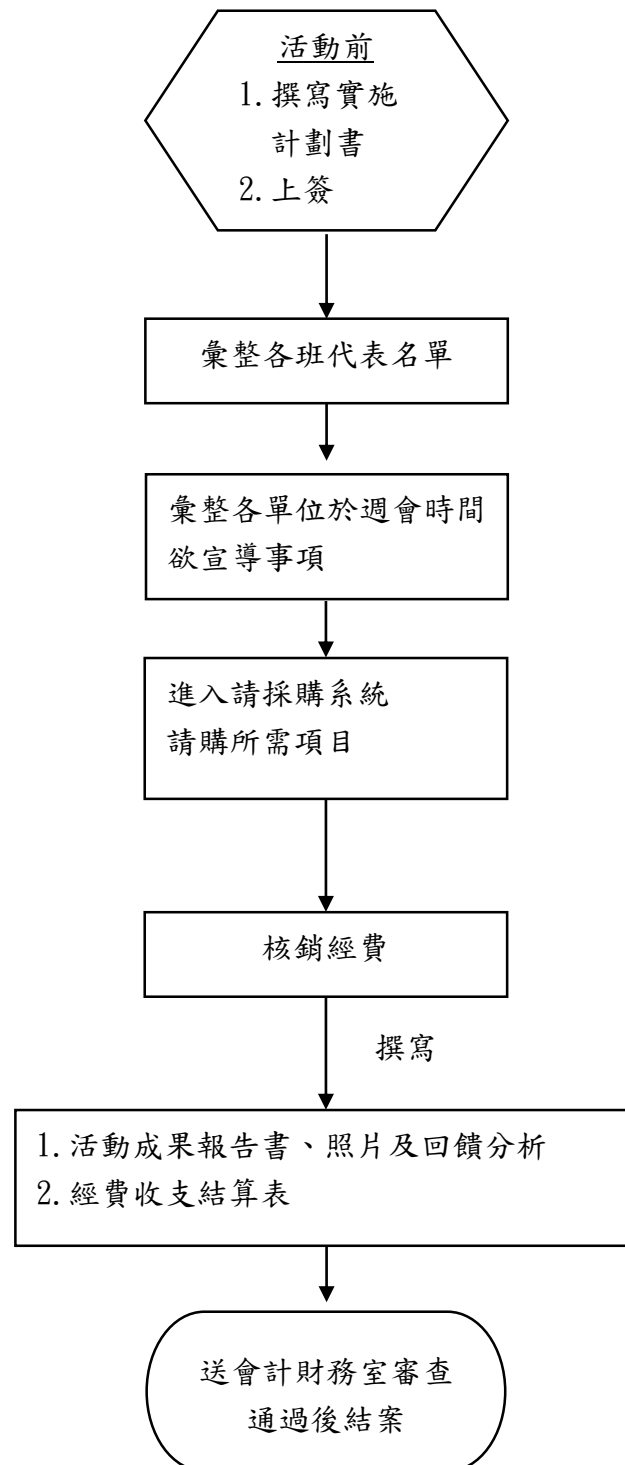 活動前
1.撰寫實施
計劃書
2.上簽
彙整各班代表名單
彙整各單位於週會時間
欲宣導事項
進入請採購系統
請購所需項目
核銷經費
撰寫
1.活動成果報告書、照片及回饋分析
2.經費收支結算表
送會計財務室審查
通過後結案